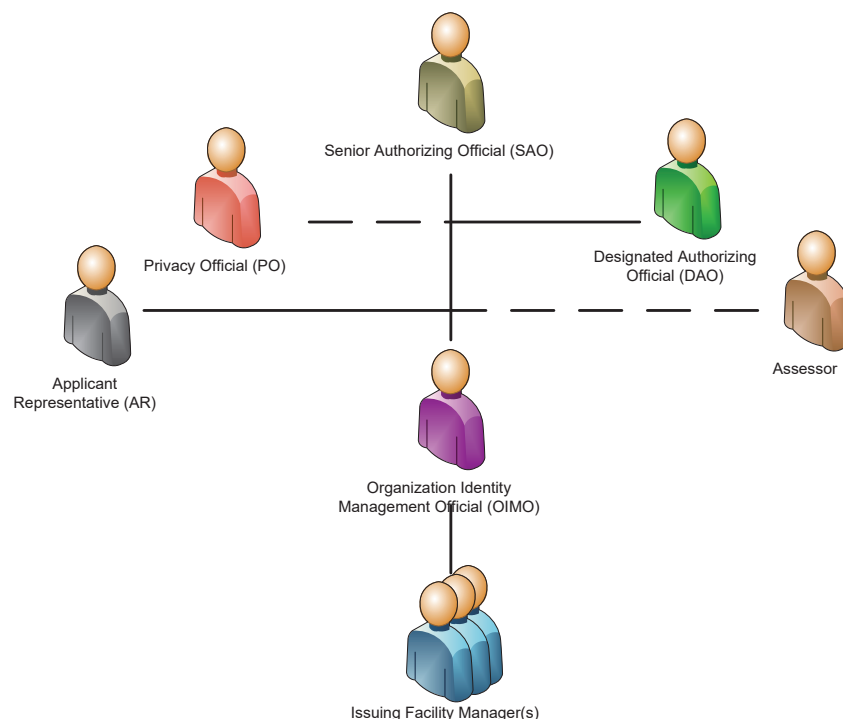 Senior Authorizing Official (SAO)
Privacy Official (PO)
Designated Authorizing
Official (DAO)
Applicant
Representative (AR)
Assessor
Organization Identity
Management Official (OIMO)
Issuing Facility Manager(s)